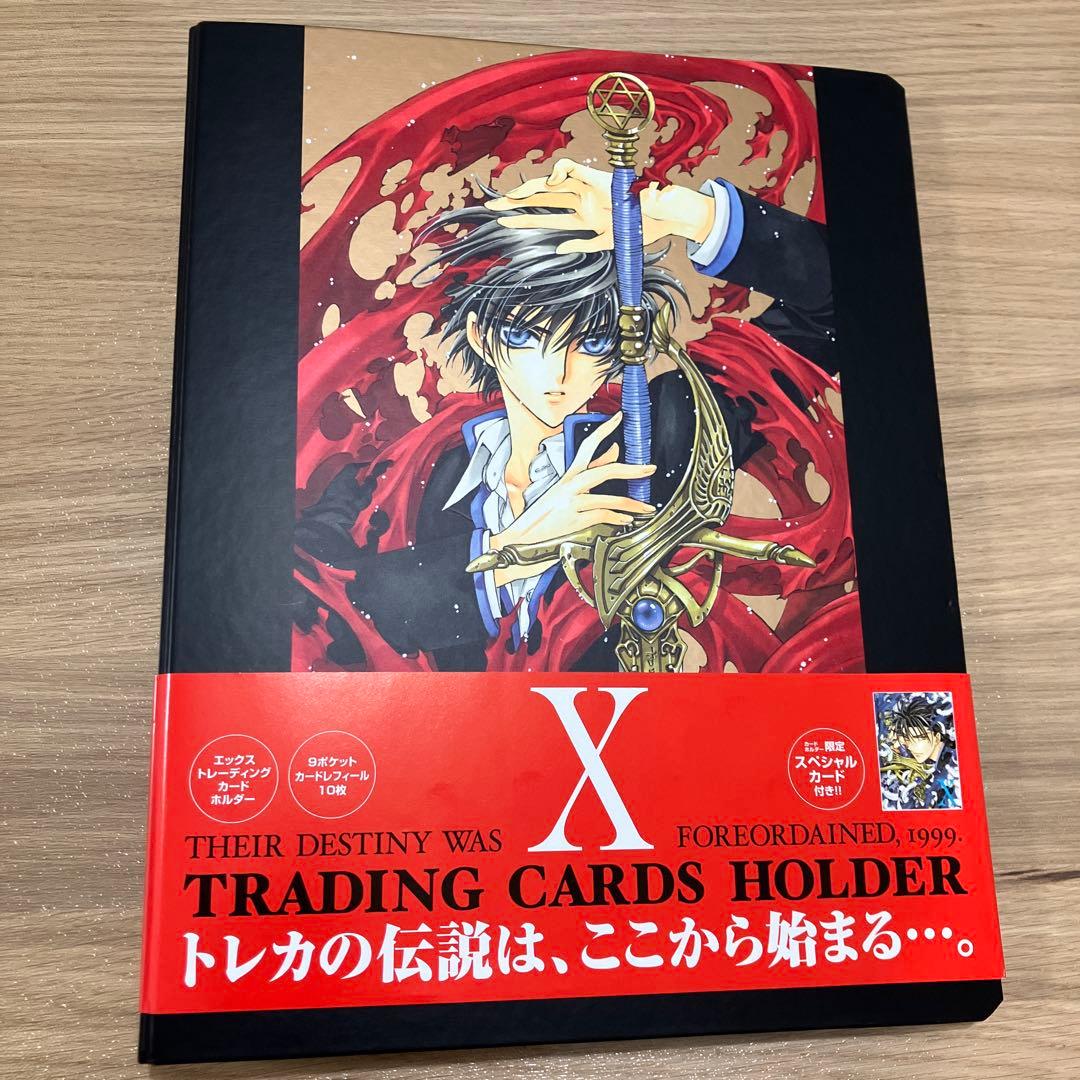 X
エックス
トレーディング
カード
ホルダー
9ポケット
カードレフィール
10枚
カード
ホルダー限定
スペシャル
カード
付き!!
THEIR DESTINY WAS FOREORDAINED, 1999.
TRADING CARDS HOLDER
トレカの伝説は、ここから始まる…。